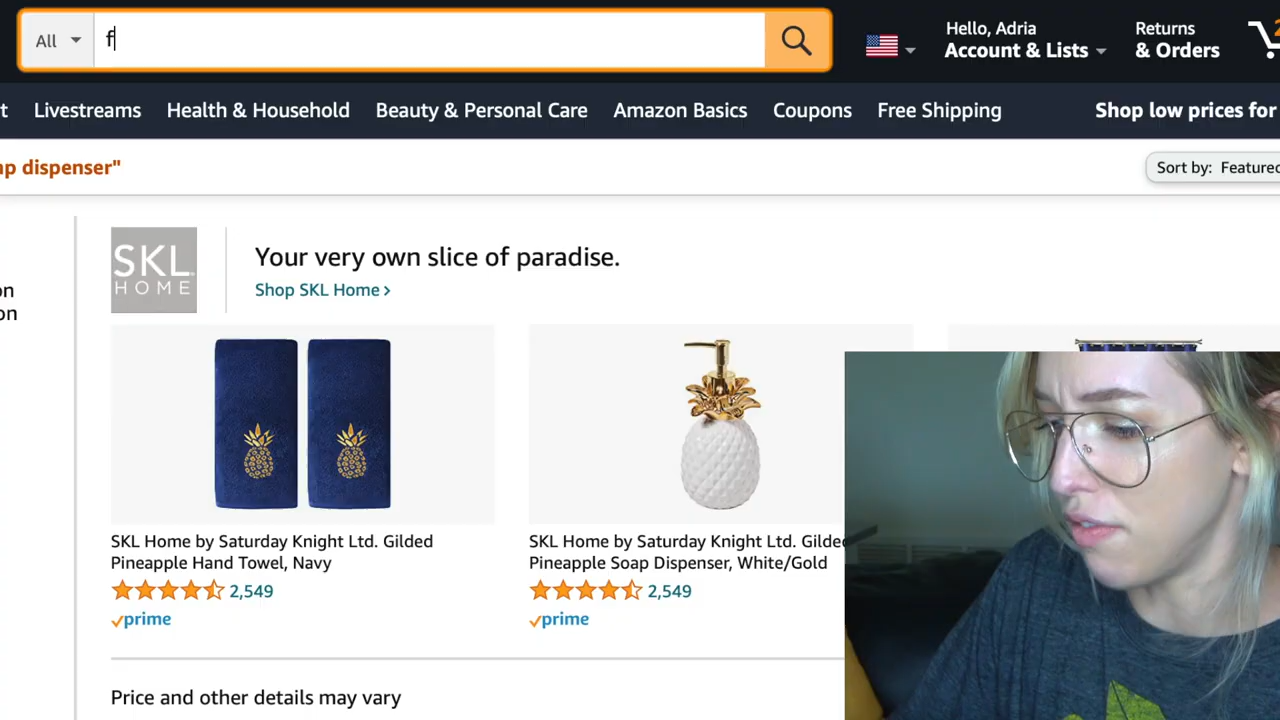 All
f
Hello, Adria
Account & Lists
Returns
& Orders
Livestreams
Health & Household
Beauty & Personal Care
Amazon Basics
Coupons
Free Shipping
Shop low prices for
dispenser"
Sort by: Featured
SKL
HOME
Your very own slice of paradise.
Shop SKL Home ›
SKL Home by Saturday Knight Ltd. Gilded
Pineapple Hand Towel, Navy
2,549
prime
SKL Home by Saturday Knight Ltd. Gilded
Pineapple Soap Dispenser, White/Gold
2,549
prime
Price and other details may vary